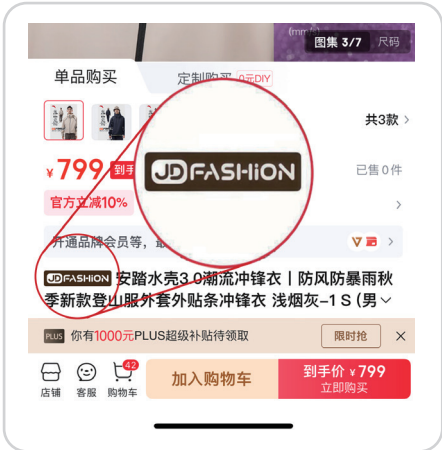 (mm/s)
图集 3/7 尺码
单品购买 定制购买 0元DIY
共3款
JD FASHION
¥799 到手
已售0件
官方立减10%
开通品牌会员等，
JD FASHION 安踏水壳3.0潮流冲锋衣丨防风防暴雨秋
季新款登山服外套外贴条冲锋衣 浅烟灰-1 S (男
PLUS 你有1000元PLUS超级补贴待领取 限时抢
42
店铺 客服 购物车
加入购物车
到手价 ¥799
立即购买